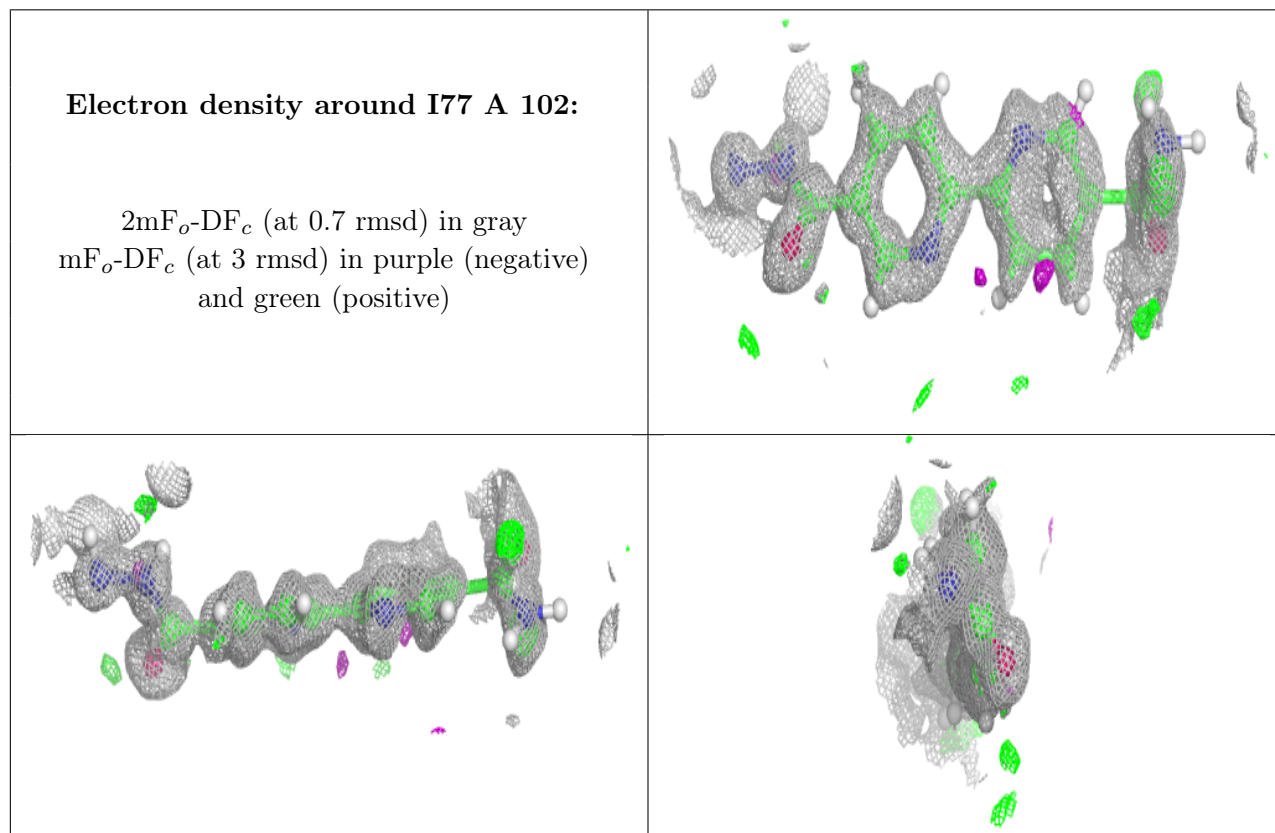 Electron density around I77 A 102:
2mFo-DFc (at 0.7 rmsd) in gray
mFo-DFc (at 3 rmsd) in purple (negative)
and green (positive)